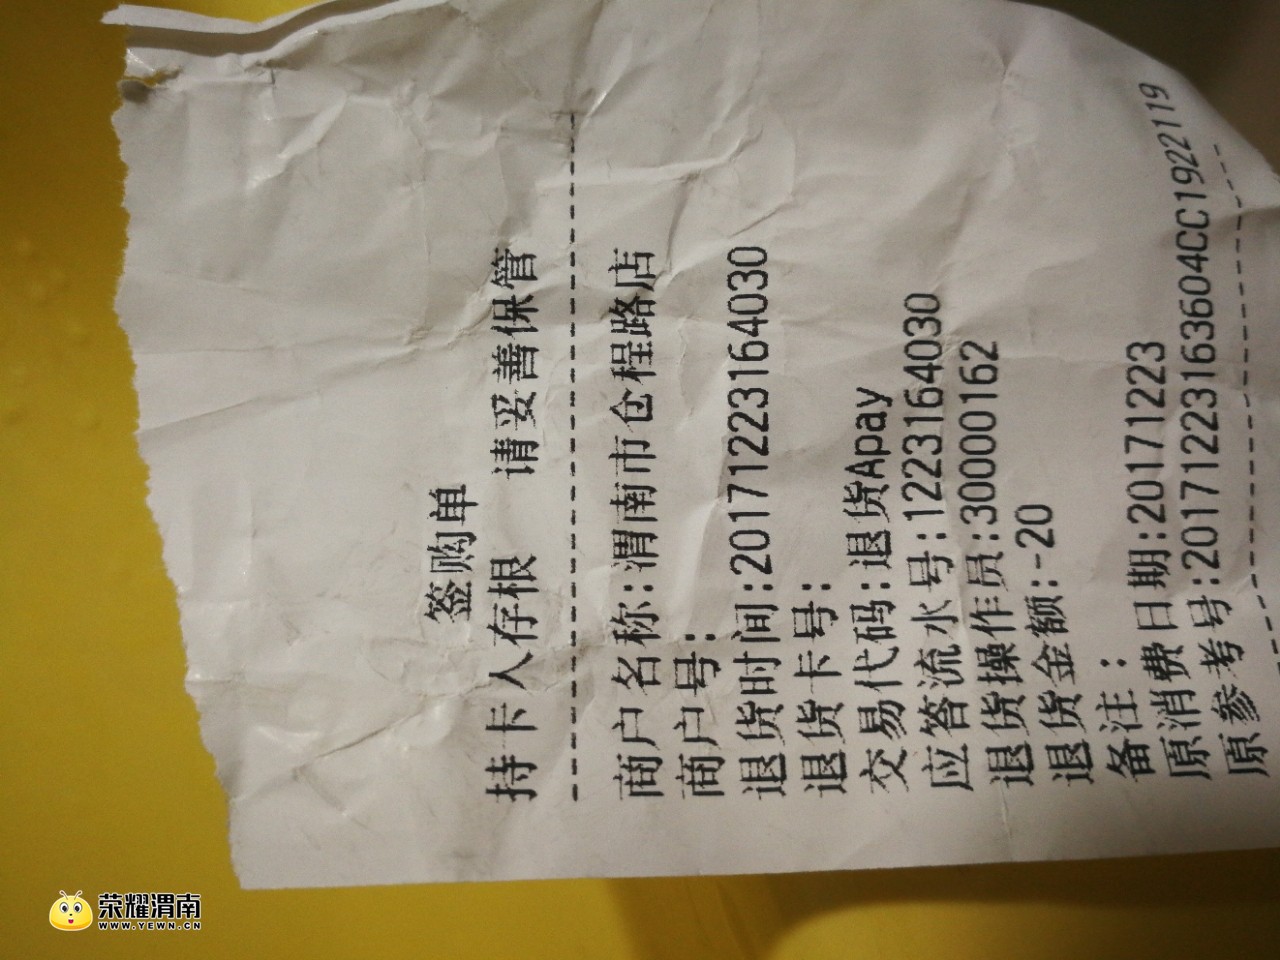 签购单
持卡人存根 请妥善保管
商户名称:渭南市仓程路店
商户号:
退货时间:20171223164030
退货卡号:
交易代码:退货Apay
应答流水号:1223164030
退货操作员:30000162
退货金额:-20
备注:
原消费日期:20171223
原参考号:20171223163604CC1922119
荣耀渭南
WWW.YEWN.CN